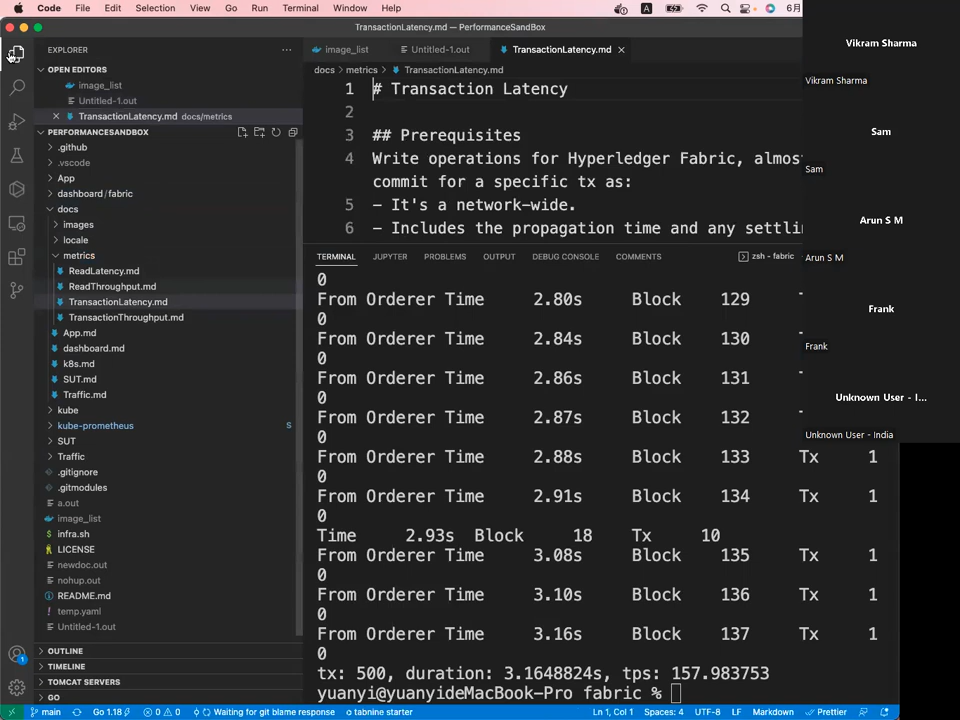 Code File Edit Selection View Go Run Terminal Window Help A 6月
TransactionLatency.md — PerformanceSandBox
EXPLORER
image_list Untitled-1.out TransactionLatency.md
OPEN EDITORS
docs metrics TransactionLatency.md
image_list
Untitled-1.out
TransactionLatency.md docs/metrics
PERFORMANCESANDBOX
.github
.vscode
App
dashboard/fabric
docs
images
locale
metrics
ReadLatency.md
ReadThroughput.md
TransactionLatency.md
TransactionThroughput.md
App.md
dashboard.md
k8s.md
SUT.md
Traffic.md
kube
kube-prometheus S
SUT
Traffic
.gitignore
.gitmodules
a.out
image_list
infra.sh
LICENSE
newdoc.out
nohup.out
README.md
temp.yaml
Untitled-1.out
OUTLINE
TIMELINE
TOMCAT SERVERS
GO
1 # Transaction Latency
2
3 ## Prerequisites
4 Write operations for Hyperledger Fabric, almos
commit for a specific tx as:
5 - It's a network-wide.
6 - Includes the propagation time and any settli
TERMINAL JUPYTER PROBLEMS OUTPUT DEBUG CONSOLE COMMENTS zsh - fabric
0
From Orderer Time 2.80s Block 129 T
0
From Orderer Time 2.84s Block 130 T
0
From Orderer Time 2.86s Block 131 T
0
From Orderer Time 2.87s Block 132 T
0
From Orderer Time 2.88s Block 133 Tx 1
0
From Orderer Time 2.91s Block 134 Tx 1
0
Time 2.93s Block 18 Tx 10
From Orderer Time 3.08s Block 135 Tx 1
0
From Orderer Time 3.10s Block 136 Tx 1
0
From Orderer Time 3.16s Block 137 Tx 1
0
tx: 500, duration: 3.1648824s, tps: 157.983753
yuanyi@yuanyideMacBook-Pro fabric %
Vikram Sharma
Vikram Sharma
Sam
Sam
Arun S M
Arun S M
Frank
Frank
Unknown User - I...
Unknown User - India
1
main Go 1.18 0 0 Waiting for git blame response tabnine starter Ln 1, Col 1 Spaces: 4 UTF-8 LF Markdown Prettier